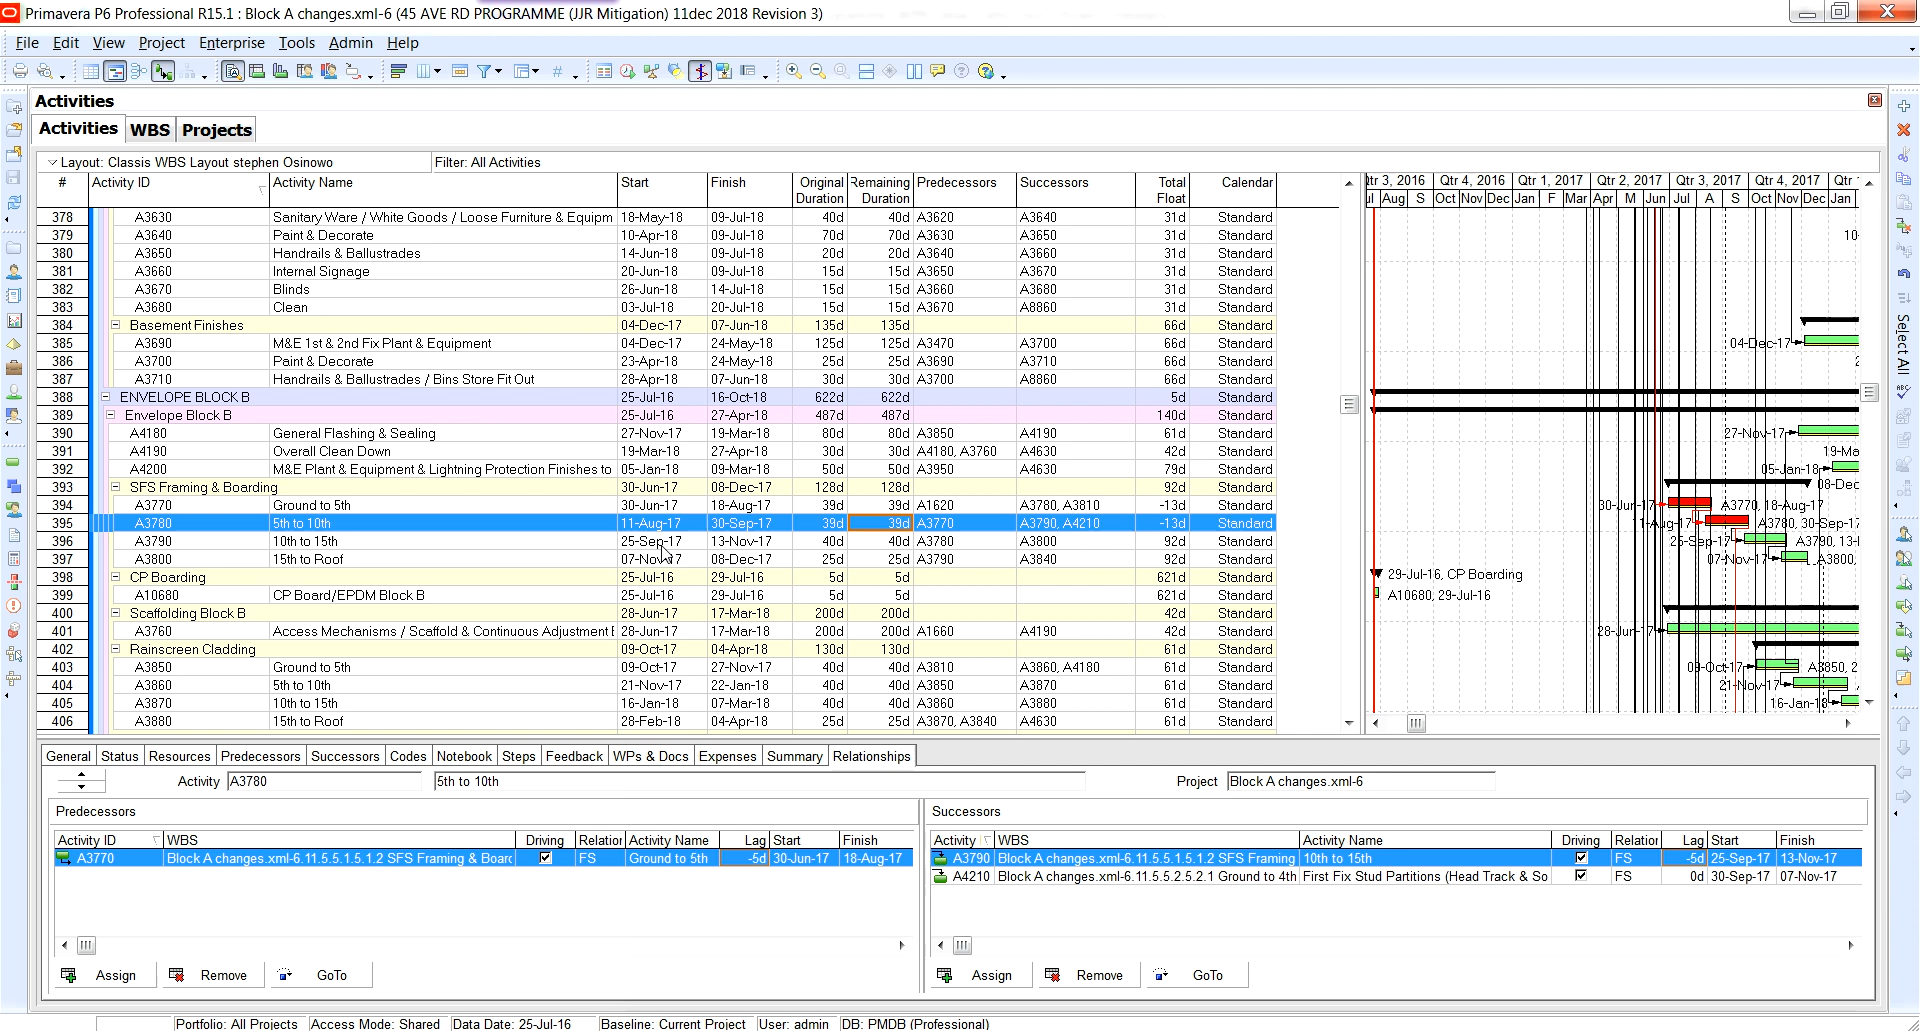 Primavera P6 Professional R15.1 : Block A changes.xml-6 (45 AVE RD PROGRAMME (JJR Mitigation) 11dec 2018 Revision 3)
File Edit View Project Enterprise Tools Admin Help
Activities
Activities WBS Projects
Layout: Classis WBS Layout stephen Osinowo Filter: All Activities
# Activity ID Activity Name Start Finish Original Duration Remaining Duration Predecessors Successors Total Float Calendar
378 A3630 Sanitary Ware / White Goods / Loose Furniture & Equipm 18-May-18 09-Jul-18 40d 40d A3620 A3640 31d Standard
379 A3640 Paint & Decorate 10-Apr-18 09-Jul-18 70d 70d A3630 A3650 31d Standard
380 A3650 Handrails & Ballustrades 14-Jun-18 09-Jul-18 20d 20d A3640 A3660 31d Standard
381 A3660 Internal Signage 20-Jun-18 09-Jul-18 15d 15d A3650 A3670 31d Standard
382 A3670 Blinds 26-Jun-18 14-Jul-18 15d 15d A3660 A3680 31d Standard
383 A3680 Clean 03-Jul-18 20-Jul-18 15d 15d A3670 A8860 31d Standard
384 Basement Finishes 04-Dec-17 07-Jun-18 135d 135d 66d Standard
385 A3690 M&E 1st & 2nd Fix Plant & Equipment 04-Dec-17 24-May-18 125d 125d A3470 A3700 66d Standard
386 A3700 Paint & Decorate 23-Apr-18 24-May-18 25d 25d A3690 A3710 66d Standard
387 A3710 Handrails & Ballustrades / Bins Store Fit Out 28-Apr-18 07-Jun-18 30d 30d A3700 A8860 66d Standard
388 ENVELOPE BLOCK B 25-Jul-16 16-Oct-18 622d 622d 5d Standard
389 Envelope Block B 25-Jul-16 27-Apr-18 487d 487d 140d Standard
390 A4180 General Flashing & Sealing 27-Nov-17 19-Mar-18 80d 80d A3850 A4190 61d Standard
391 A4190 Overall Clean Down 19-Mar-18 27-Apr-18 30d 30d A4180, A3760 A4630 42d Standard
392 A4200 M&E Plant & Equipment & Lightning Protection Finishes to 05-Jan-18 09-Mar-18 50d 50d A3950 A4630 79d Standard
393 SFS Framing & Boarding 30-Jun-17 08-Dec-17 128d 128d 92d Standard
394 A3770 Ground to 5th 30-Jun-17 18-Aug-17 39d 39d A1620 A3780, A3810 -13d Standard
395 A3780 5th to 10th 11-Aug-17 30-Sep-17 39d 39d A3770 A3790, A4210 -13d Standard
396 A3790 10th to 15th 25-Sep-17 13-Nov-17 40d 40d A3780 A3800 92d Standard
397 A3800 15th to Roof 07-Nov-17 08-Dec-17 25d 25d A3790 A3840 92d Standard
398 CP Boarding 25-Jul-16 29-Jul-16 5d 5d 621d Standard
399 A10680 CP Board/EPDM Block B 25-Jul-16 29-Jul-16 5d 5d 621d Standard
400 Scaffolding Block B 28-Jun-17 17-Mar-18 200d 200d 42d Standard
401 A3760 Access Mechanisms / Scaffold & Continuous Adjustment 28-Jun-17 17-Mar-18 200d 200d A1660 A4190 42d Standard
402 Rainscreen Cladding 09-Oct-17 04-Apr-18 130d 130d 61d Standard
403 A3850 Ground to 5th 09-Oct-17 27-Nov-17 40d 40d A3810 A3860, A4180 61d Standard
404 A3860 5th to 10th 21-Nov-17 22-Jan-18 40d 40d A3850 A3870 61d Standard
405 A3870 10th to 15th 16-Jan-18 07-Mar-18 40d 40d A3860 A3880 61d Standard
406 A3880 15th to Roof 28-Feb-18 04-Apr-18 25d 25d A3870, A3840 A4630 61d Standard
Qtr 3, 2016 Qtr 4, 2016 Qtr 1, 2017 Qtr 2, 2017 Qtr 3, 2017 Qtr 4, 2017 Qtr
Aug S Oct Nov Dec Jan F Mar Apr M Jun Jul A S Oct Nov Dec Jan
10-
04-Dec-17
27-Nov-17
19-Ma
05-Jan-18
08-Dec
30-Jun-17 A3770, 18-Aug-17
11-Aug-17 A3780, 30-Sep-17
25-Sep-17 A3790, 13-
07-Nov-17 A3800,
29-Jul-16, CP Boarding
A10680, 29-Jul-16
28-Jun-17
09-Oct-17 A3850, 2
21-Nov-17
16-Jan-18
Select All
General Status Resources Predecessors Successors Codes Notebook Steps Feedback WPs & Docs Expenses Summary Relationships
Activity A3780 5th to 10th Project Block A changes.xml-6
Predecessors
Activity ID WBS Driving Relation Activity Name Lag Start Finish
A3770 Block A changes.xml-6.11.5.5.1.5.1.2 SFS Framing & Board FS Ground to 5th -5d 30-Jun-17 18-Aug-17
Assign Remove GoTo
Successors
Activity WBS Activity Name Driving Relation Lag Start Finish
A3790 Block A changes.xml-6.11.5.5.1.5.1.2 SFS Framing 10th to 15th FS -5d 25-Sep-17 13-Nov-17
A4210 Block A changes.xml-6.11.5.5.2.5.2.1 Ground to 4th First Fix Stud Partitions (Head Track & So FS 0d 30-Sep-17 07-Nov-17
Assign Remove GoTo
Portfolio: All Projects Access Mode: Shared Data Date: 25-Jul-16 Baseline: Current Project User: admin DB: PMDB (Professional)